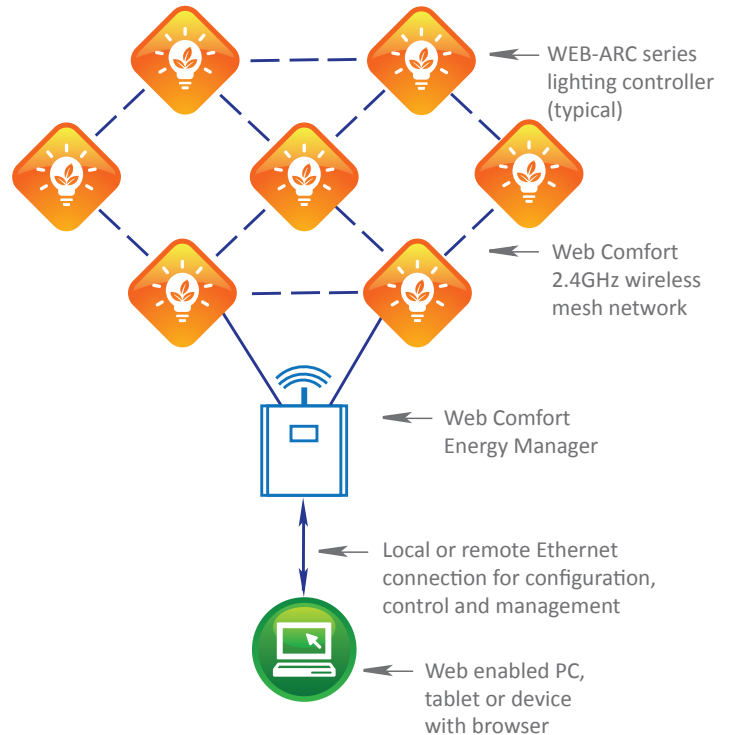 WEB-ARC series
lighting controller
(typical)
Web Comfort
2.4GHz wireless
mesh network
Web Comfort
Energy Manager
Local or remote Ethernet
connection for configuration,
control and management
Web enabled PC,
tablet or device
with browser